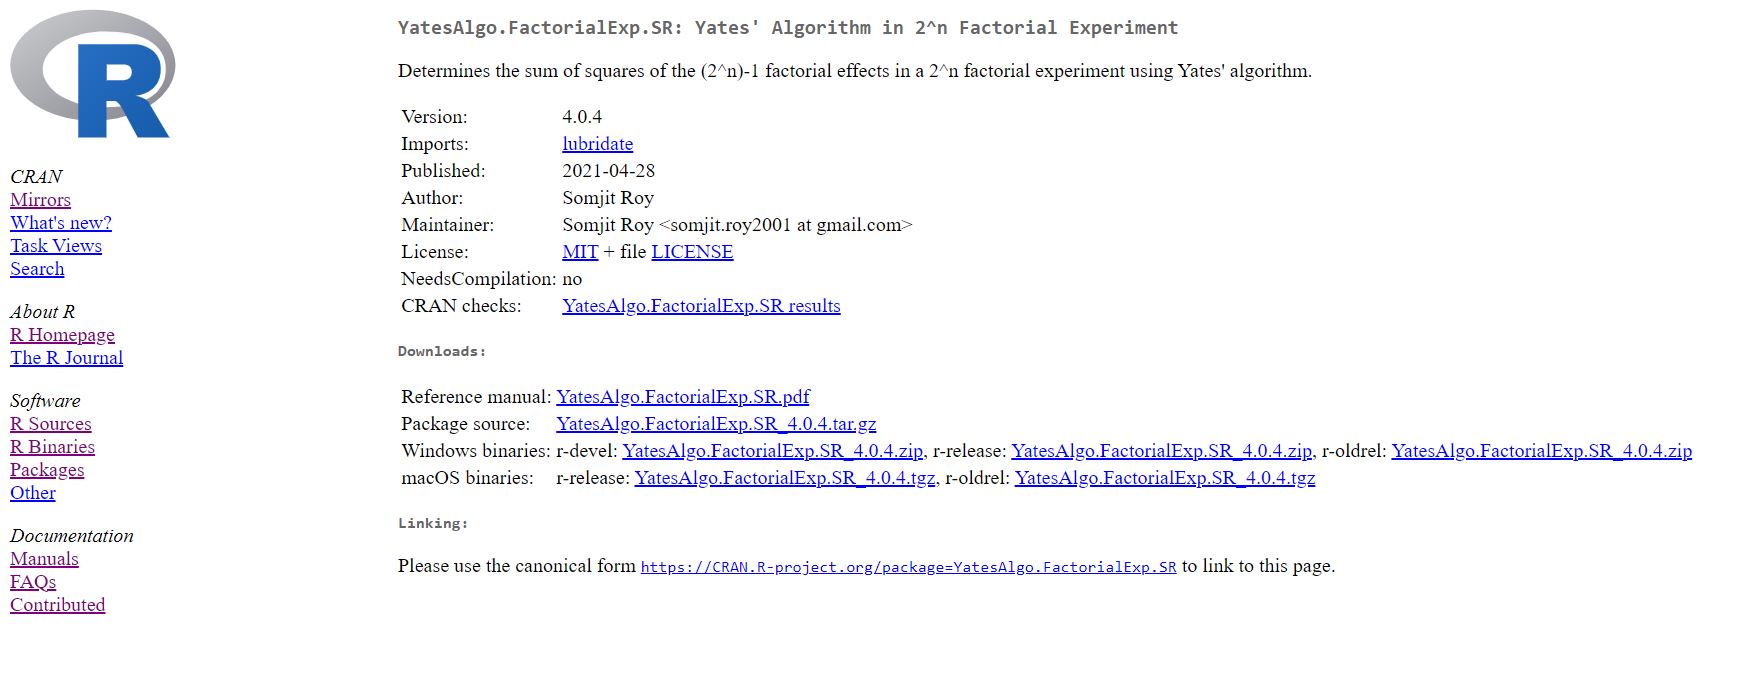 R
CRAN
Mirrors
What's new?
Task Views
Search
About R
R Homepage
The R Journal
Software
R Sources
R Binaries
Packages
Other
Documentation
Manuals
FAQs
Contributed
YatesAlgo.FactorialExp.SR: Yates' Algorithm in 2^n Factorial Experiment
Determines the sum of squares of the (2^n)-1 factorial effects in a 2^n factorial experiment using Yates' algorithm.
Version: 4.0.4
Imports: lubridate
Published: 2021-04-28
Author: Somjit Roy
Maintainer: Somjit Roy <somjit.roy2001 at gmail.com>
License: MIT + file LICENSE
NeedsCompilation: no
CRAN checks: YatesAlgo.FactorialExp.SR results
Downloads:
Reference manual: YatesAlgo.FactorialExp.SR.pdf
Package source: YatesAlgo.FactorialExp.SR_4.0.4.tar.gz
Windows binaries: r-devel: YatesAlgo.FactorialExp.SR_4.0.4.zip, r-release: YatesAlgo.FactorialExp.SR_4.0.4.zip, r-oldrel: YatesAlgo.FactorialExp.SR_4.0.4.zip
macOS binaries: r-release: YatesAlgo.FactorialExp.SR_4.0.4.tgz, r-oldrel: YatesAlgo.FactorialExp.SR_4.0.4.tgz
Linking:
Please use the canonical form https://CRAN.R-project.org/package=YatesAlgo.FactorialExp.SR to link to this page.